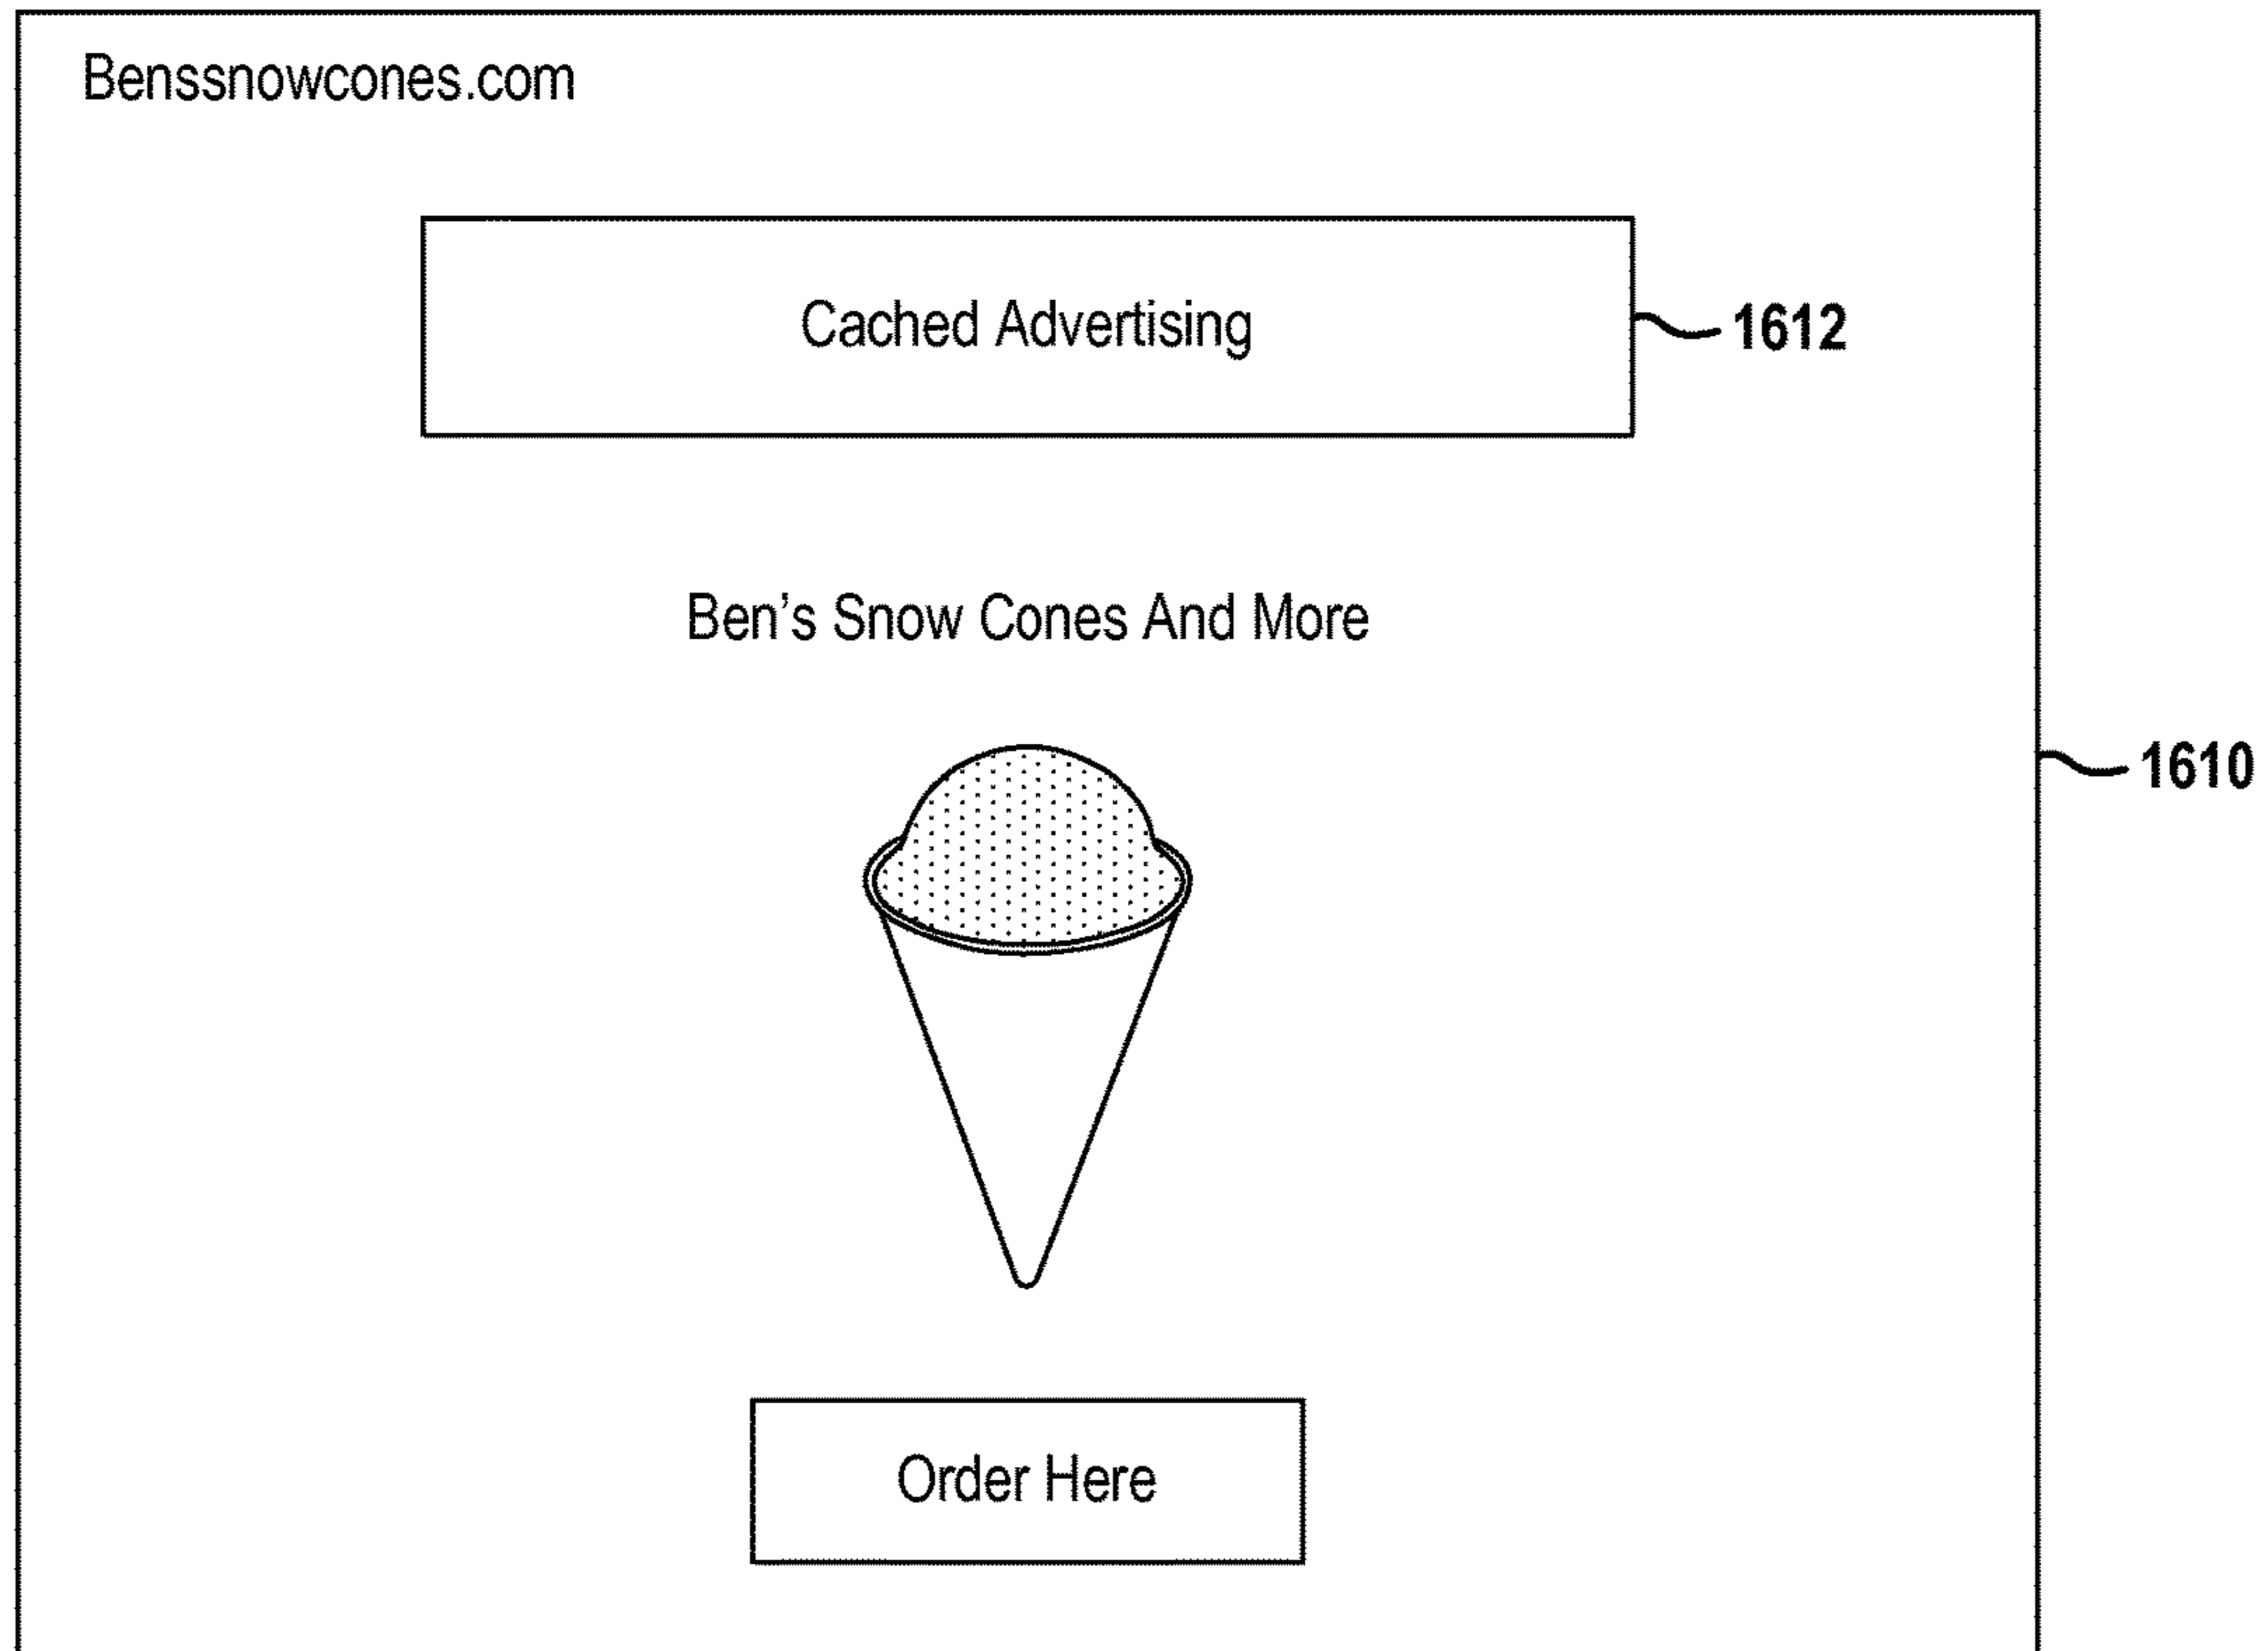 Benssnowcones.com
Cached Advertising
1612
Ben's Snow Cones And More
1610
Order Here